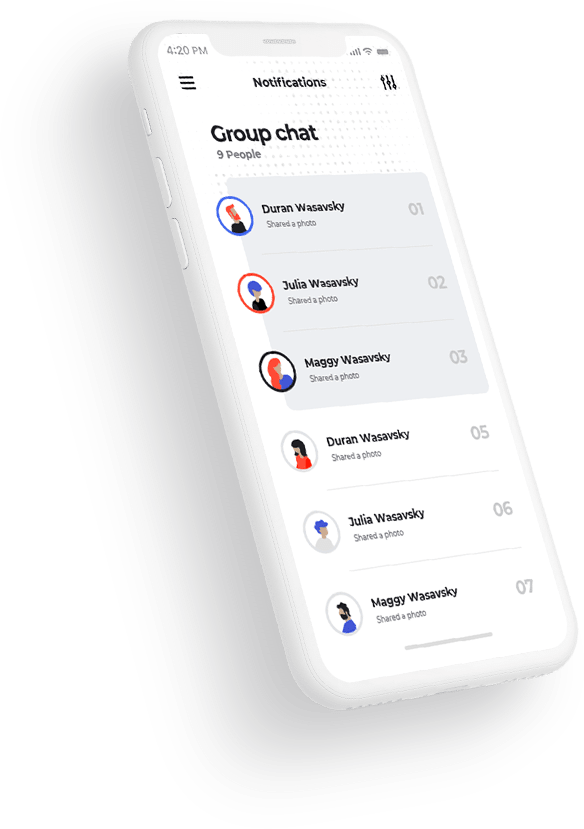 4:20 PM
Notifications
Group chat
9 People
Duran Wasavsky
01
Shared a photo
Julia Wasavsky
02
Shared a photo
Maggy Wasavsky
03
Shared a photo
Duran Wasavsky
05
Shared a photo
Julia Wasavsky
06
Shared a photo
Maggy Wasavsky
07
Shared a photo